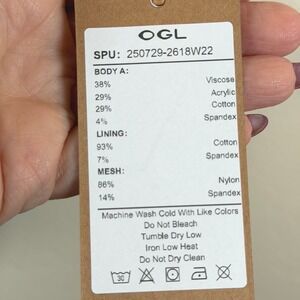 OGL
SPU: 250729-2618W22
BODY A:
38% Viscose
29% Acrylic
29% Cotton
4% Spandex
LINING:
93% Cotton
7% Spandex
MESH:
86% Nylon
14% Spandex
Machine Wash Cold With Like Colors
Do Not Bleach
Tumble Dry Low
Iron Low Heat
Do Not Dry Clean
30